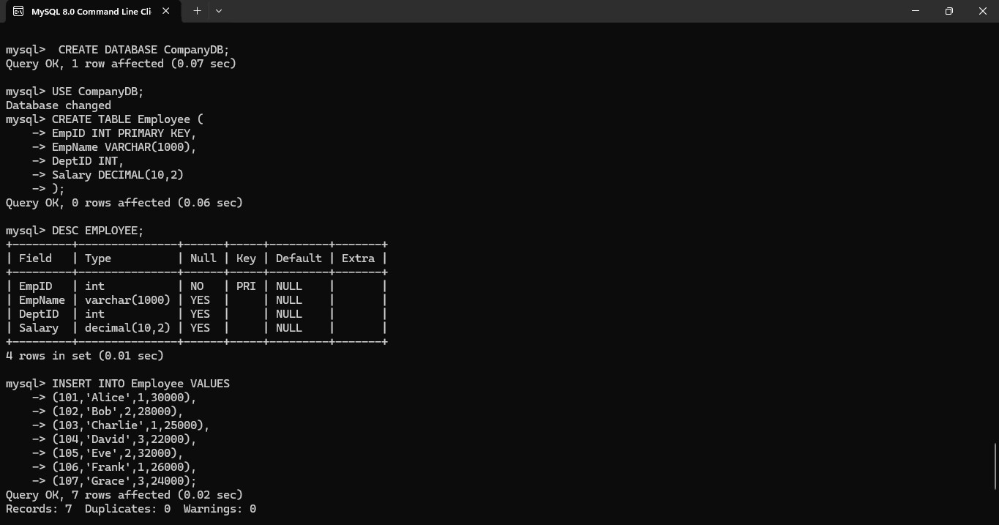 MySQL 8.0 Command Line Cli
mysql>  CREATE DATABASE CompanyDB;
Query OK, 1 row affected (0.07 sec)
mysql> USE CompanyDB;
Database changed
mysql> CREATE TABLE Employee (
    -> EmpID INT PRIMARY KEY,
    -> EmpName VARCHAR(1000),
    -> DeptID INT,
    -> Salary DECIMAL(10,2)
    -> );
Query OK, 0 rows affected (0.06 sec)
mysql> DESC EMPLOYEE;
+---------+---------------+------+-----+---------+-------+
| Field   | Type          | Null | Key | Default | Extra |
+---------+---------------+------+-----+---------+-------+
| EmpID   | int           | NO   | PRI | NULL    |       |
| EmpName | varchar(1000) | YES  |     | NULL    |       |
| DeptID  | int           | YES  |     | NULL    |       |
| Salary  | decimal(10,2) | YES  |     | NULL    |       |
+---------+---------------+------+-----+---------+-------+
4 rows in set (0.01 sec)
mysql> INSERT INTO Employee VALUES
    -> (101,'Alice',1,30000),
    -> (102,'Bob',2,28000),
    -> (103,'Charlie',1,25000),
    -> (104,'David',3,22000),
    -> (105,'Eve',2,32000),
    -> (106,'Frank',1,26000),
    -> (107,'Grace',3,24000);
Query OK, 7 rows affected (0.02 sec)
Records: 7  Duplicates: 0  Warnings: 0